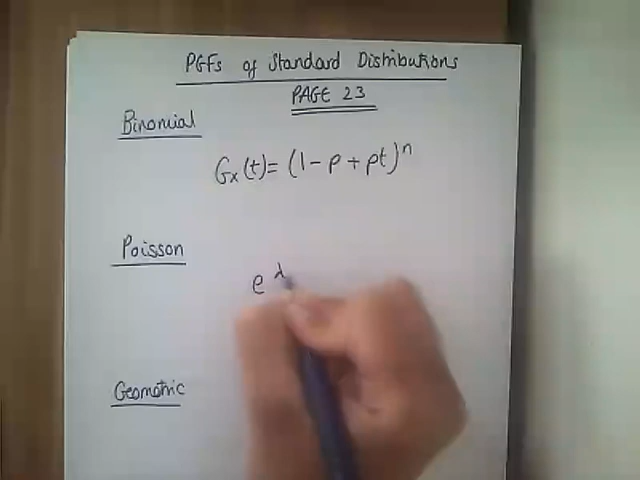 PGFs of Standard Distributions
PAGE 23
Binomial
Gx(t) = (1 - p + pt)^n
Poisson
e^λ
Geometric